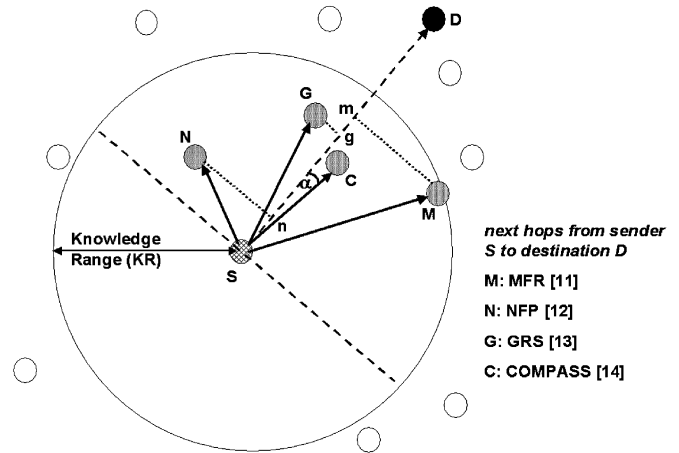 D
G
m
N
g
C
α
M
n
Knowledge
Range (KR)
S
next hops from sender
S to destination D
M: MFR [11]
N: NFP [12]
G: GRS [13]
C: COMPASS [14]